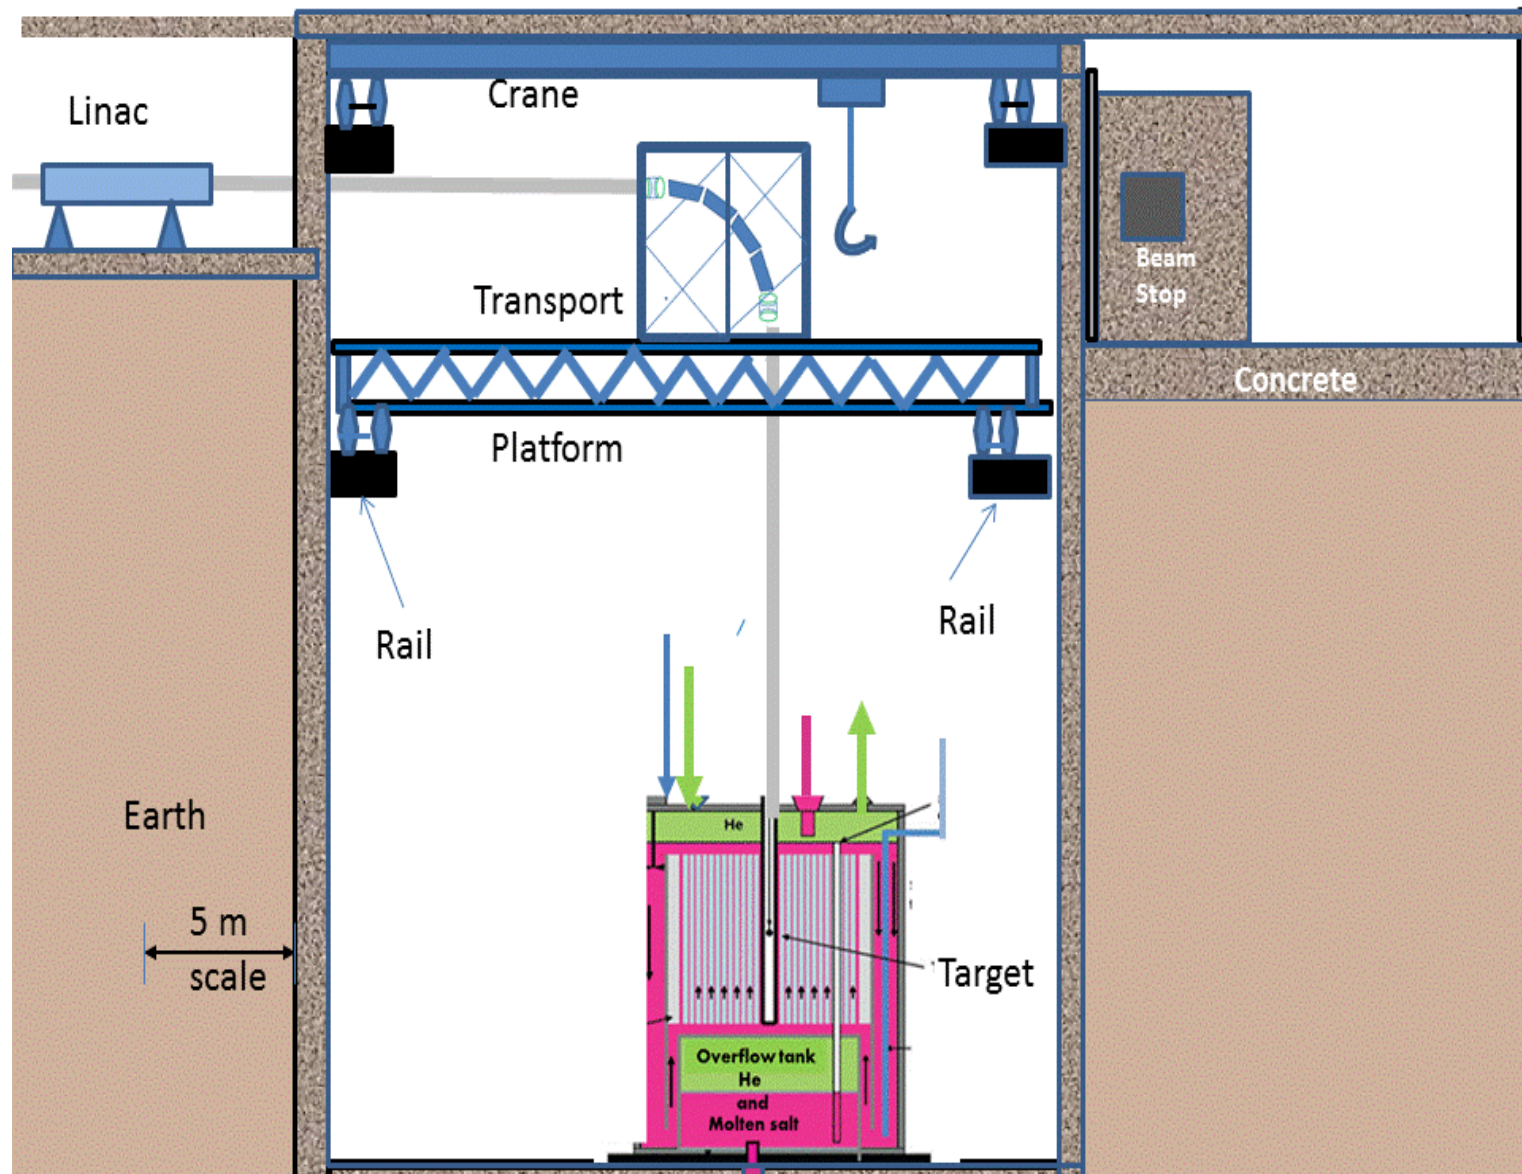 Linac
Crane
Transport
Beam
Stop
Concrete
Platform
Rail
Rail
Earth
He
5 m
scale
Target
Overflow tank
He
and
Molten salt